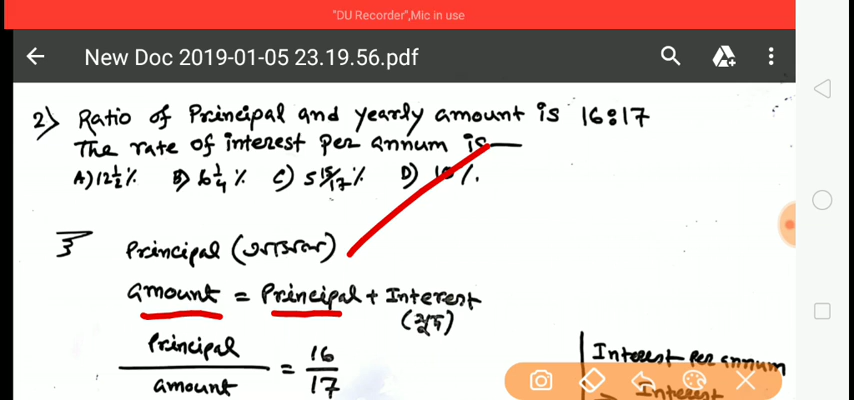 "DU Recorder",Mic in use
New Doc 2019-01-05 23.19.56.pdf
2) Ratio of Principal and yearly amount is 16:17
The rate of interest per annum is—
A) 12½% B) 6¼% C) 5 15/17% D) 10%.
Principal (
amount = Principal + Interest
(সুদ)
Principal / amount = 16 / 17
Interest per annum
Interest